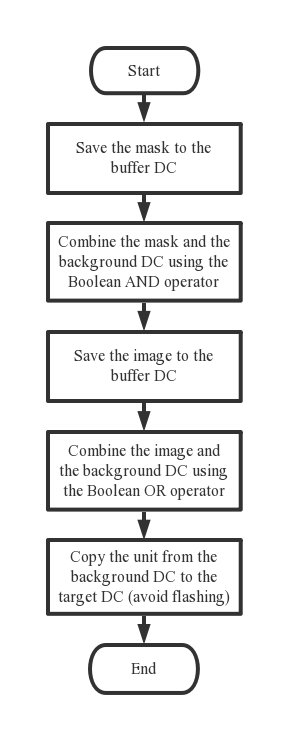 Start
Save the mask to the
buffer DC
Combine the mask and the
background DC using the
Boolean AND operator
Save the image to the
buffer DC
Combine the image and
the background DC using
the Boolean OR operator
Copy the unit from the
background DC to the
target DC (avoid flashing)
End